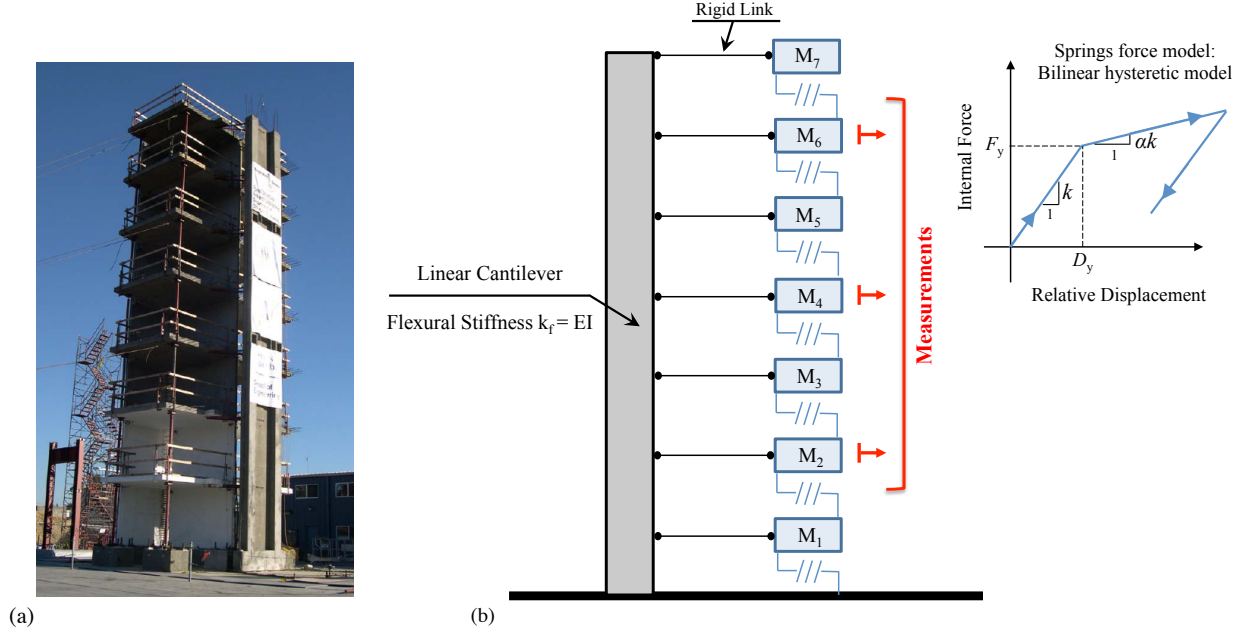 Rigid Link
M7
M6
M5
M4
M3
M2
M1
Linear Cantilever
Flexural Stiffness kf = EI
Measurements
Springs force model:
Bilinear hysteretic model
Internal Force
Fy
αk
1
k
1
Dy
Relative Displacement
(a)
(b)